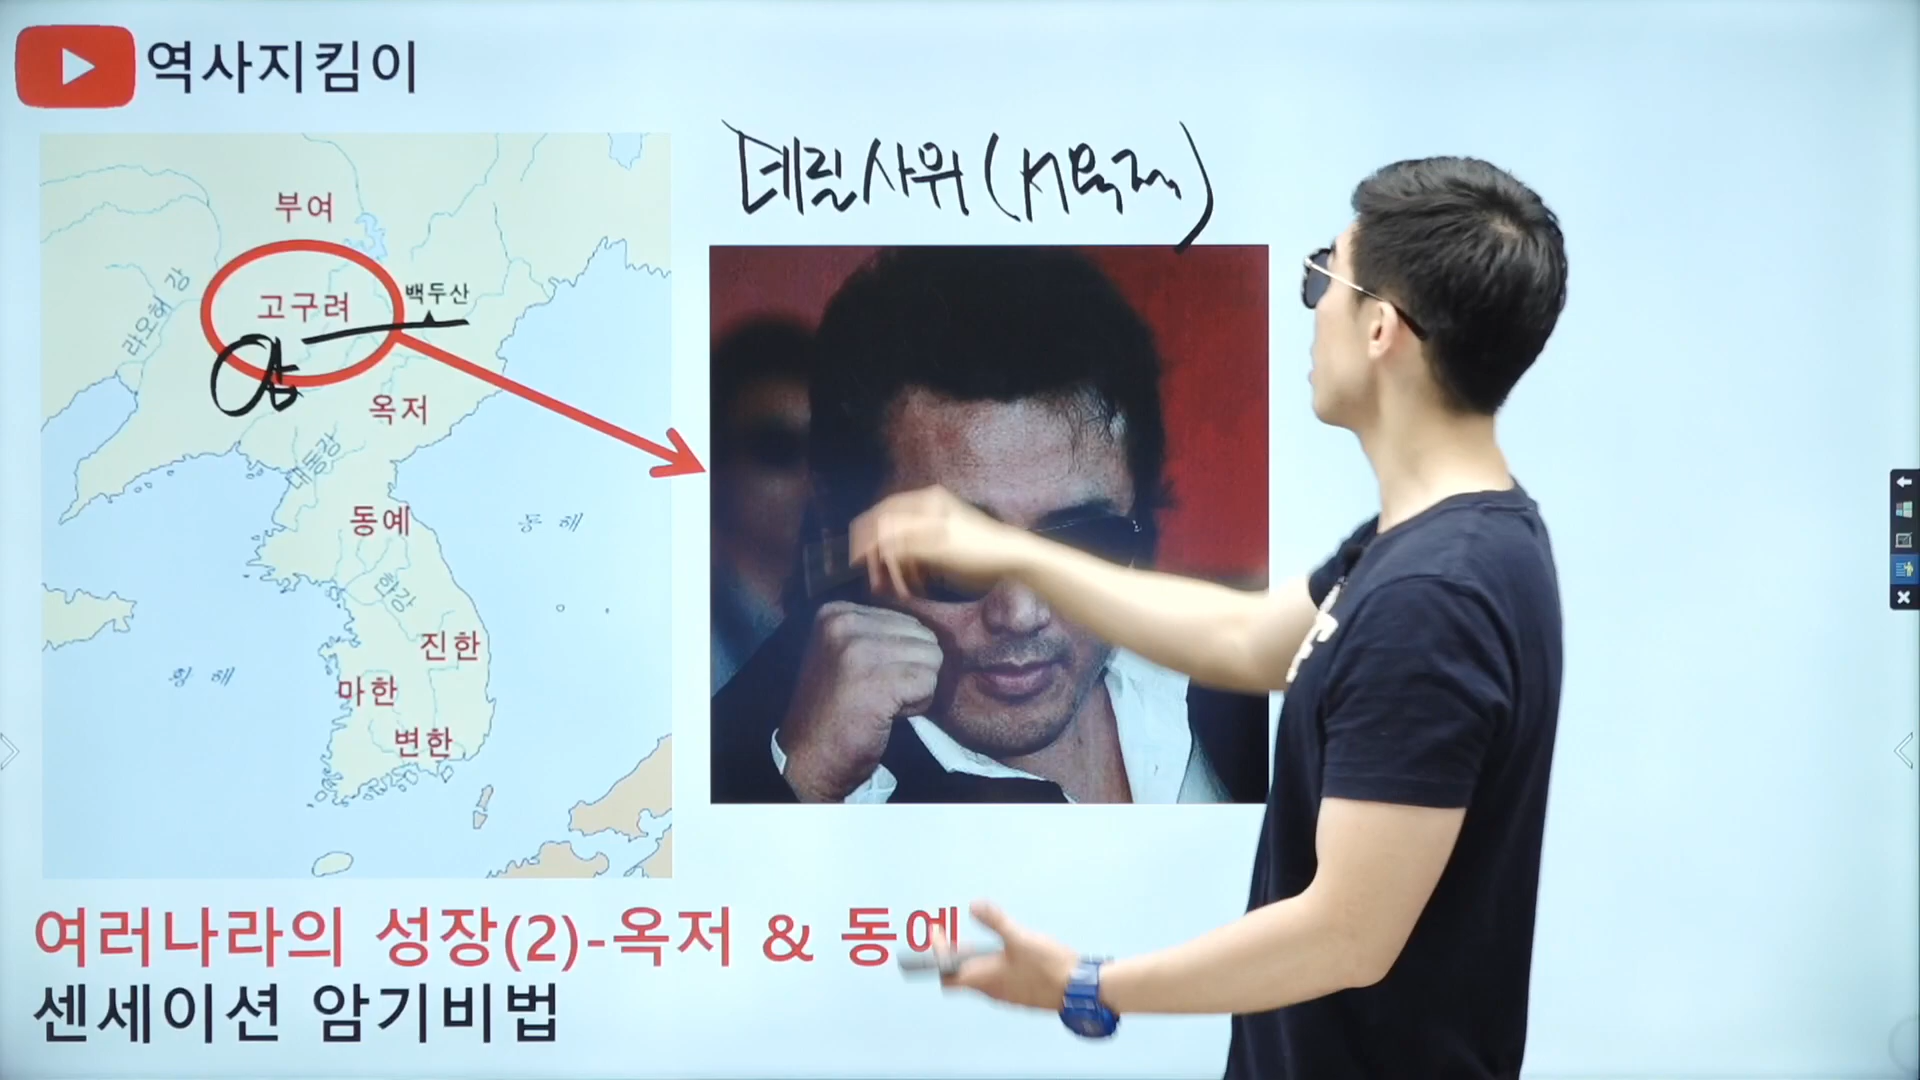 역사지킴이
데릴사위(서옥제)
부여
고구려
백두산
랴오허 강
옥저
대동강
동예
동 해
한강
진한
황 해
마한
변한
여러나라의 성장(2)-옥저 & 동예
센세이션 암기비법